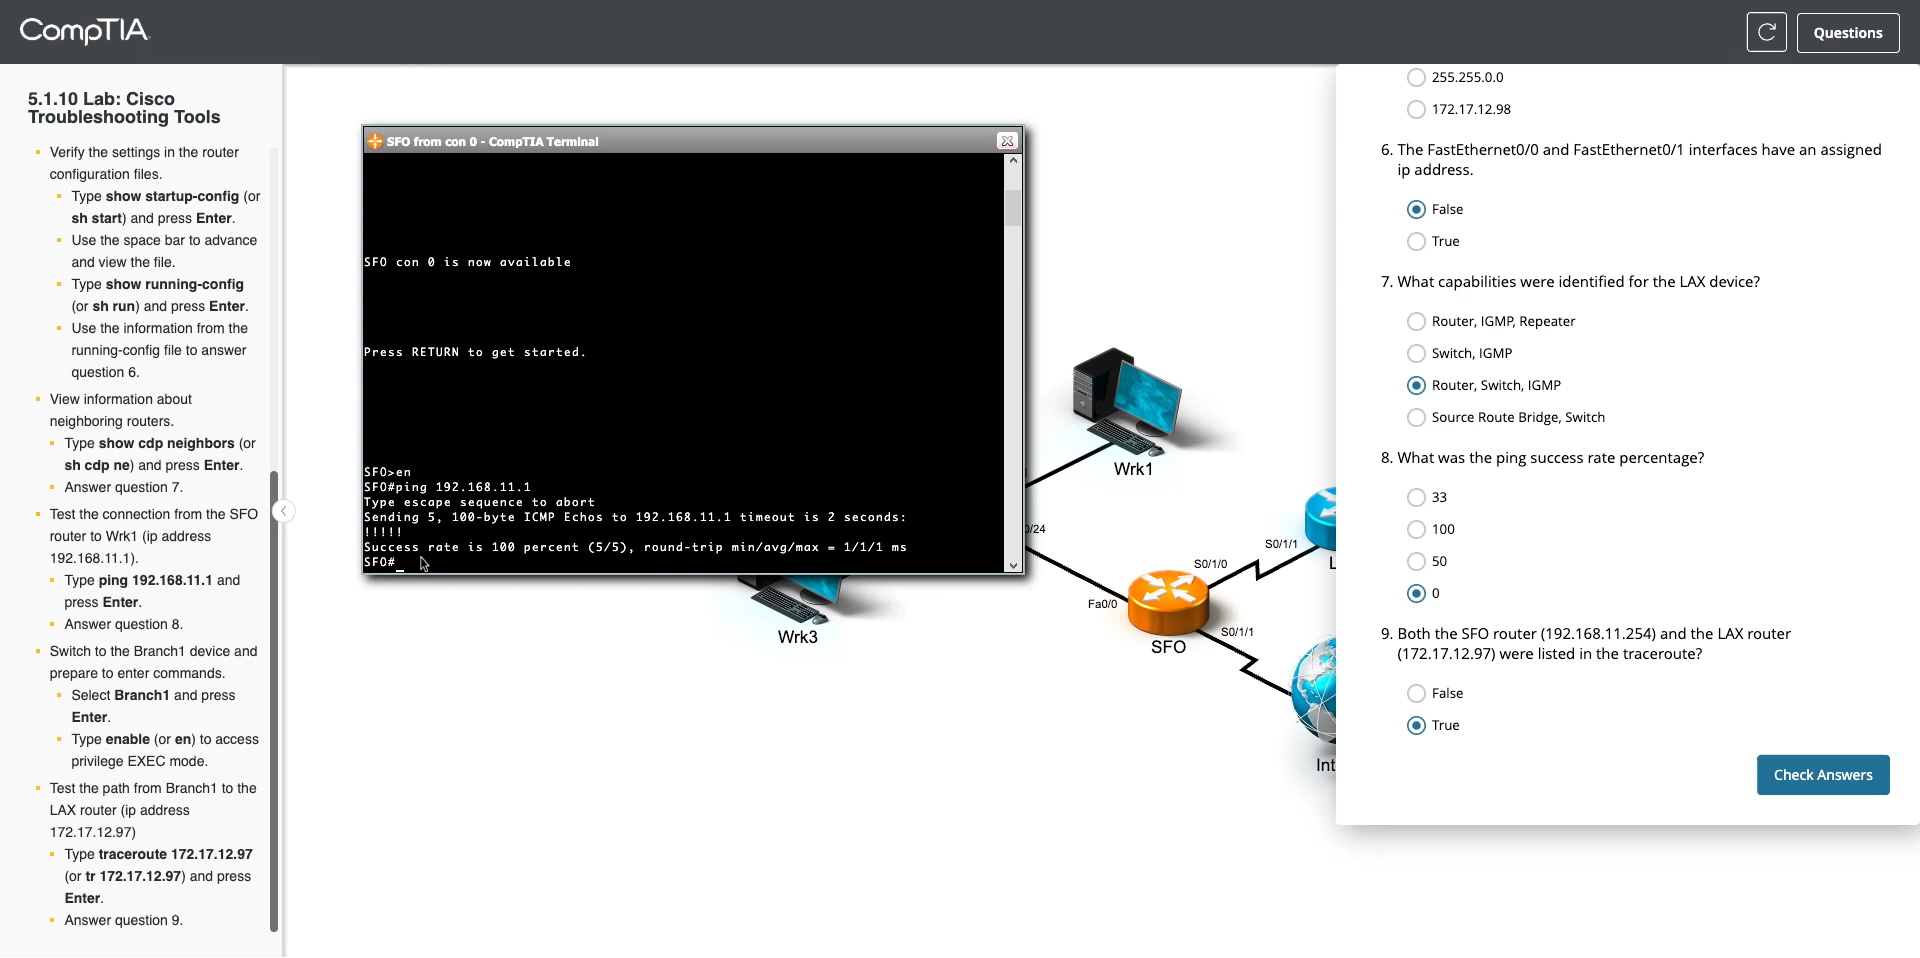 CompTIA.
Questions
5.1.10 Lab: Cisco
Troubleshooting Tools
Verify the settings in the router
configuration files.
Type show startup-config (or
sh start) and press Enter.
Use the space bar to advance
and view the file.
Type show running-config
(or sh run) and press Enter.
Use the information from the
running-config file to answer
question 6.
View information about
neighboring routers.
Type show cdp neighbors (or
sh cdp ne) and press Enter.
Answer question 7.
Test the connection from the SFO
router to Wrk1 (ip address
192.168.11.1).
Type ping 192.168.11.1 and
press Enter.
Answer question 8.
Switch to the Branch1 device and
prepare to enter commands.
Select Branch1 and press
Enter.
Type enable (or en) to access
privilege EXEC mode.
Test the path from Branch1 to the
LAX router (ip address
172.17.12.97)
Type traceroute 172.17.12.97
(or tr 172.17.12.97) and press
Enter.
Answer question 9.
SFO from con 0 - CompTIA Terminal
SFO con 0 is now available
Press RETURN to get started.
SFO>en
SFO#ping 192.168.11.1
Type escape sequence to abort
Sending 5, 100-byte ICMP Echos to 192.168.11.1 timeout is 2 seconds:
!!!!!
Success rate is 100 percent (5/5), round-trip min/avg/max = 1/1/1 ms
SFO#_
Wrk1
/24
S0/1/1
S0/1/0
L
Fa0/0
S0/1/1
Wrk3
SFO
Int
255.255.0.0
172.17.12.98
6. The FastEthernet0/0 and FastEthernet0/1 interfaces have an assigned
ip address.
False
True
7. What capabilities were identified for the LAX device?
Router, IGMP, Repeater
Switch, IGMP
Router, Switch, IGMP
Source Route Bridge, Switch
8. What was the ping success rate percentage?
33
100
50
0
9. Both the SFO router (192.168.11.254) and the LAX router
(172.17.12.97) were listed in the traceroute?
False
True
Check Answers